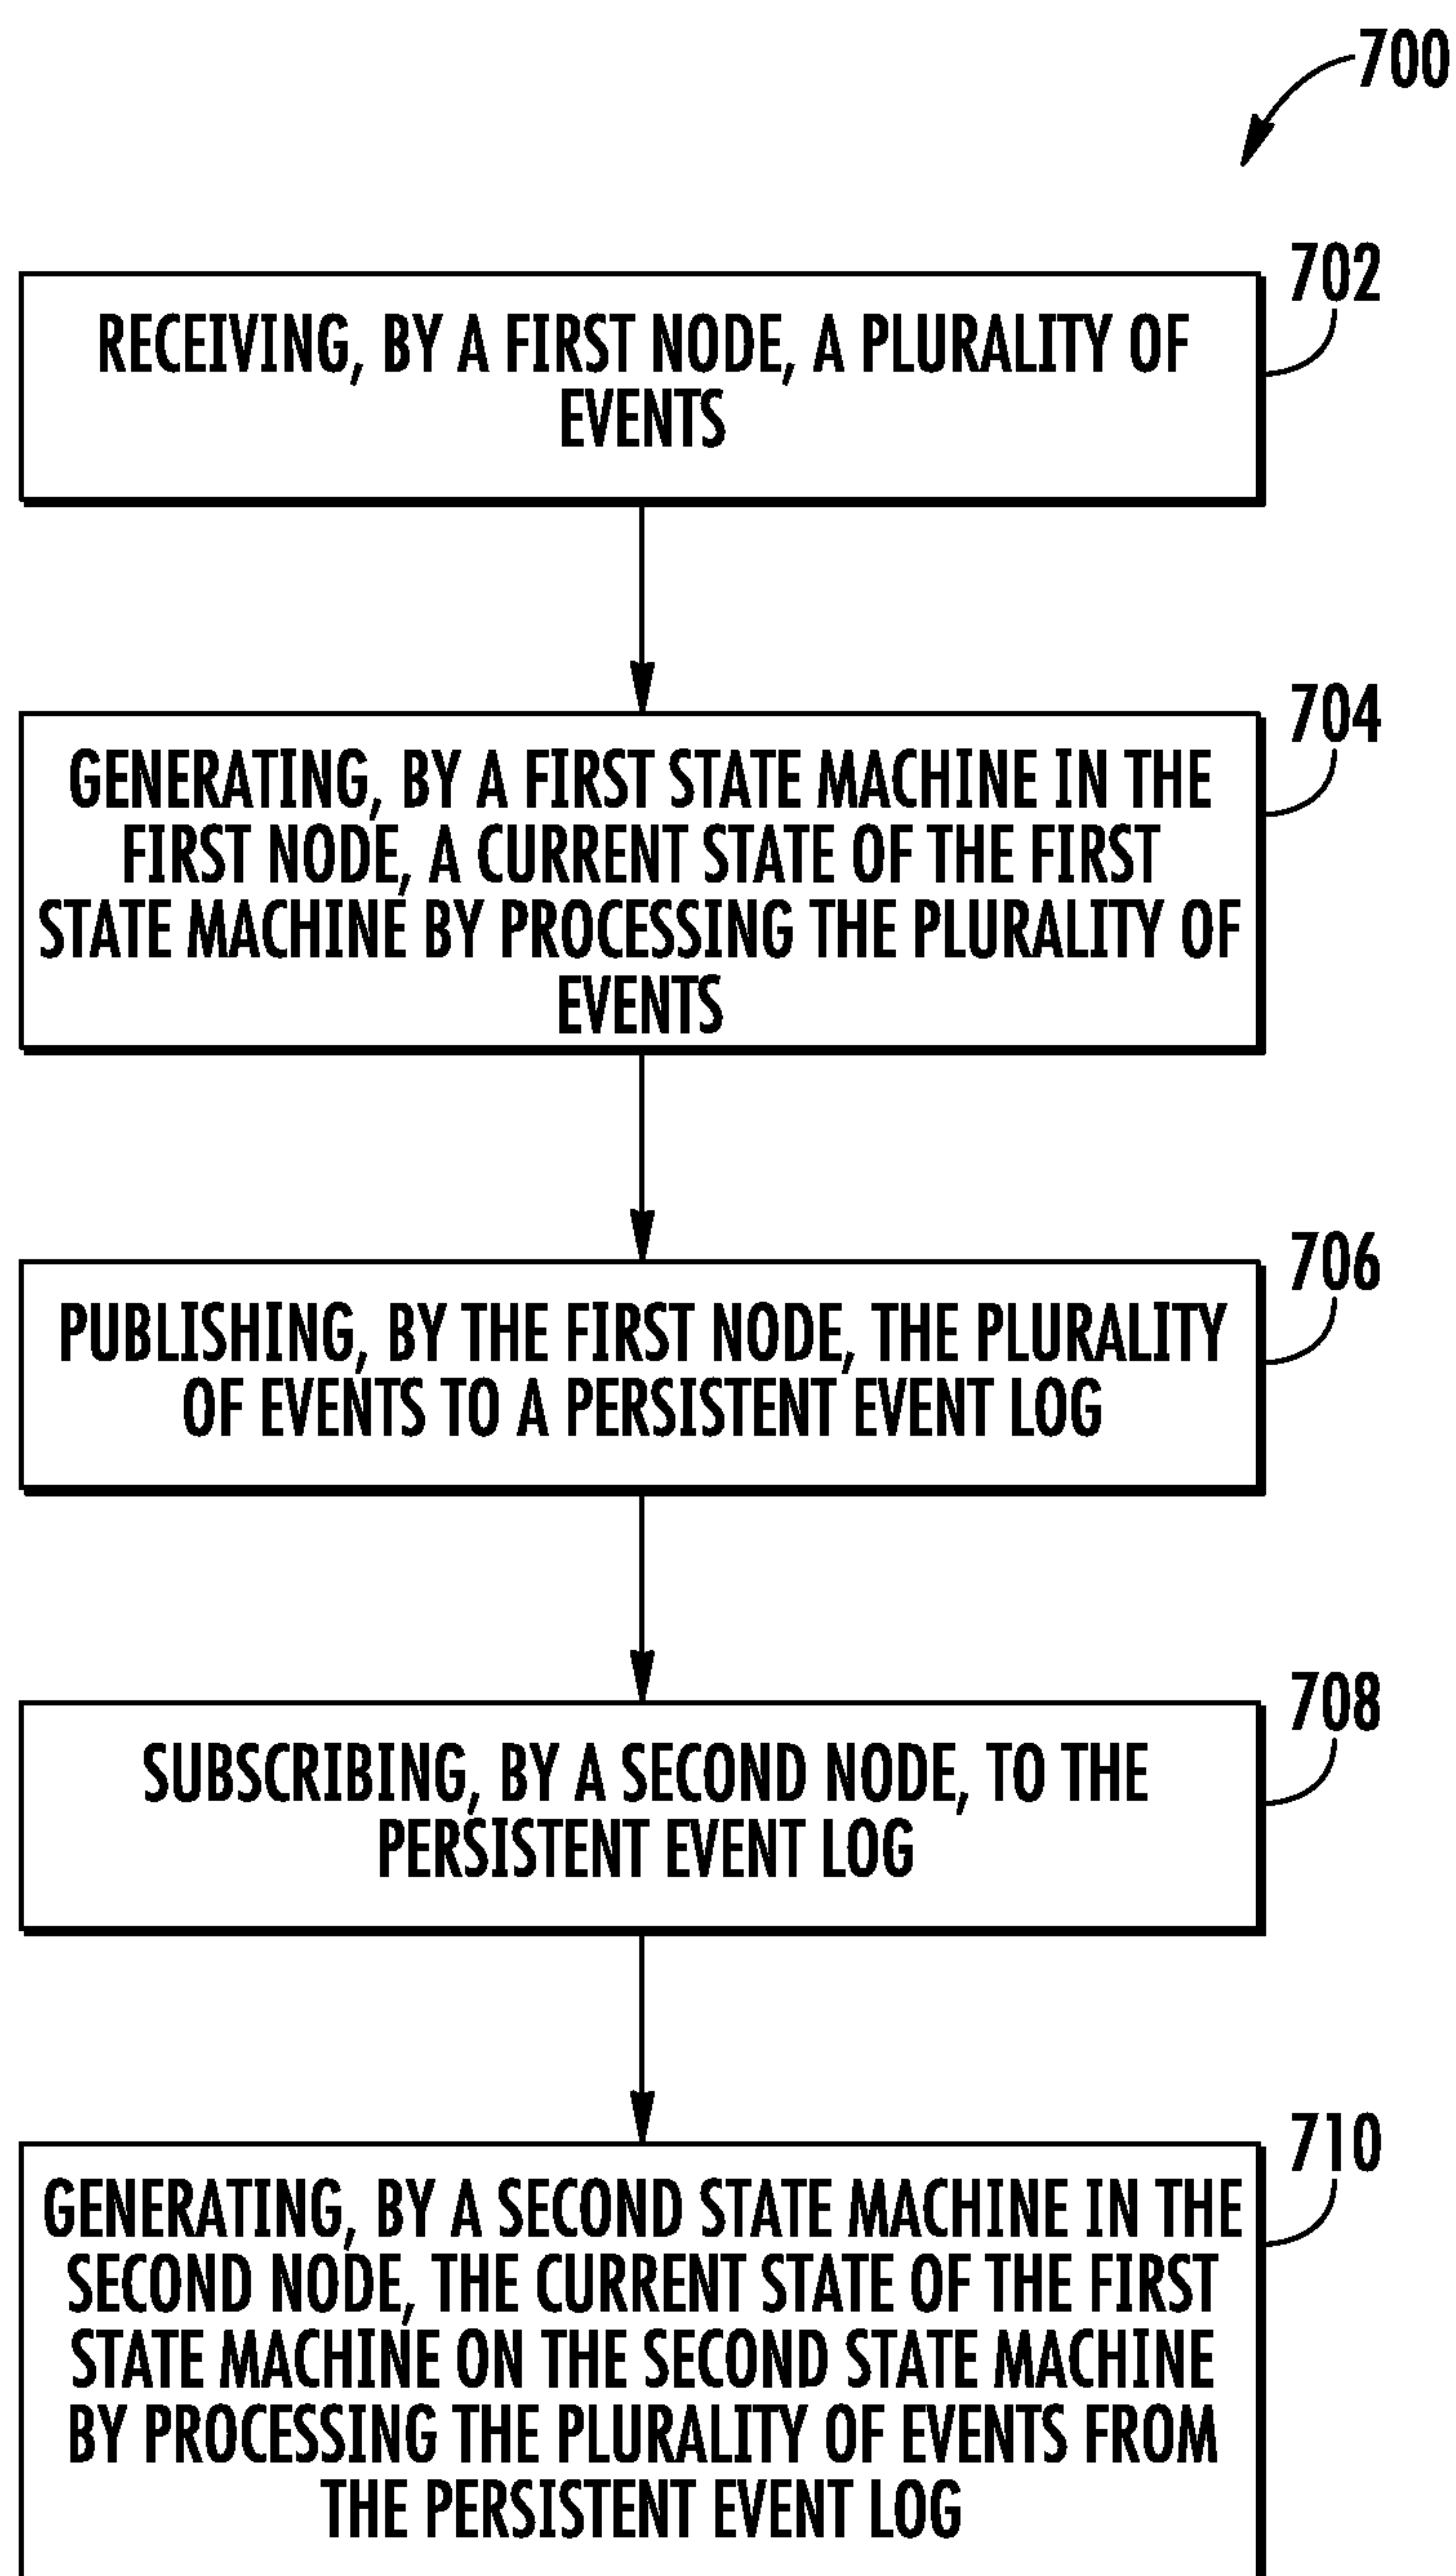 700
702
RECEIVING, BY A FIRST NODE, A PLURALITY OF
EVENTS
704
GENERATING, BY A FIRST STATE MACHINE IN THE
FIRST NODE, A CURRENT STATE OF THE FIRST
STATE MACHINE BY PROCESSING THE PLURALITY OF
EVENTS
706
PUBLISHING, BY THE FIRST NODE, THE PLURALITY
OF EVENTS TO A PERSISTENT EVENT LOG
708
SUBSCRIBING, BY A SECOND NODE, TO THE
PERSISTENT EVENT LOG
710
GENERATING, BY A SECOND STATE MACHINE IN THE
SECOND NODE, THE CURRENT STATE OF THE FIRST
STATE MACHINE ON THE SECOND STATE MACHINE
BY PROCESSING THE PLURALITY OF EVENTS FROM
THE PERSISTENT EVENT LOG